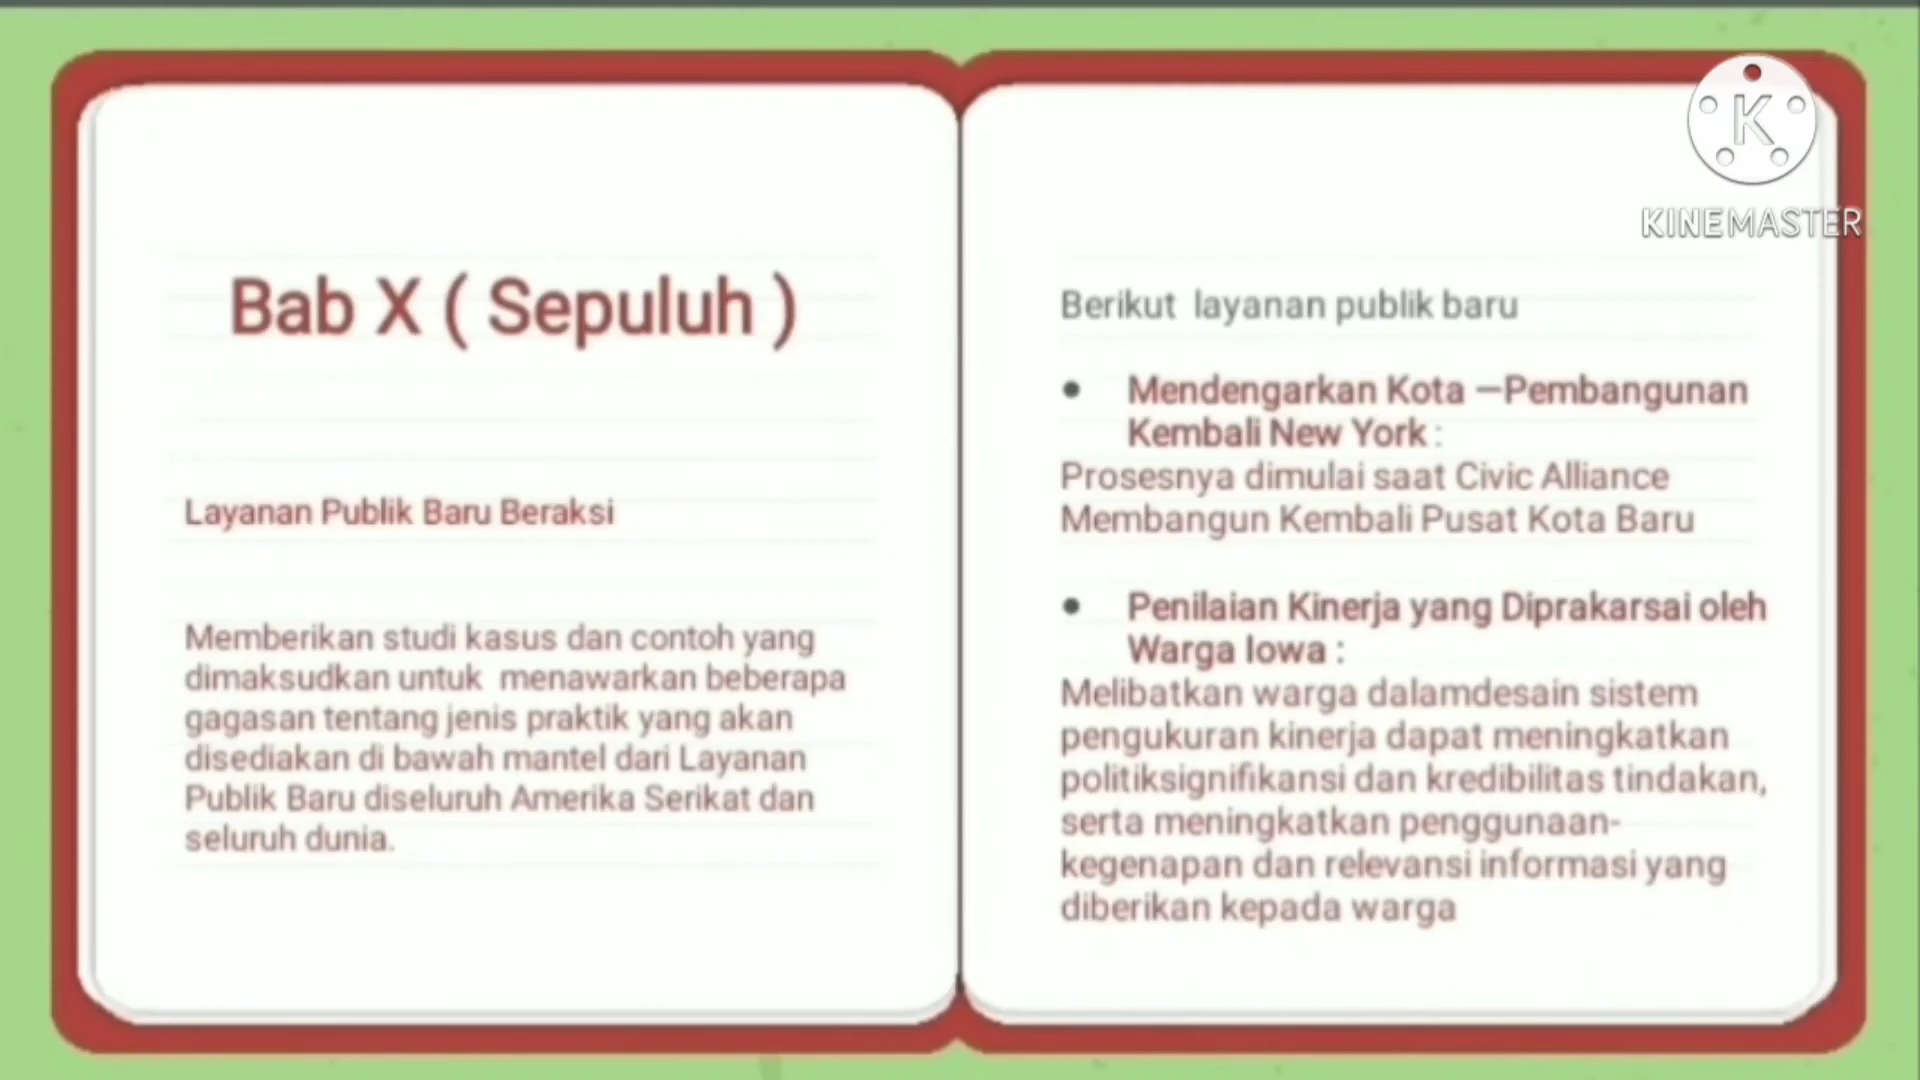 Bab X ( Sepuluh )
Layanan Publik Baru Beraksi
Memberikan studi kasus dan contoh yang
dimaksudkan untuk  menawarkan beberapa
gagasan tentang jenis praktik yang akan
disediakan di bawah mantel dari Layanan
Publik Baru diseluruh Amerika Serikat dan
seluruh dunia.
Berikut  layanan publik baru
● Mendengarkan Kota —Pembangunan
Kembali New York :
Prosesnya dimulai saat Civic Alliance
Membangun Kembali Pusat Kota Baru
● Penilaian Kinerja yang Diprakarsai oleh
Warga Iowa :
Melibatkan warga dalamdesain sistem
pengukuran kinerja dapat meningkatkan
politiksignifikansi dan kredibilitas tindakan,
serta meningkatkan penggunaan-
kegenapan dan relevansi informasi yang
diberikan kepada warga
K
KINEMASTER